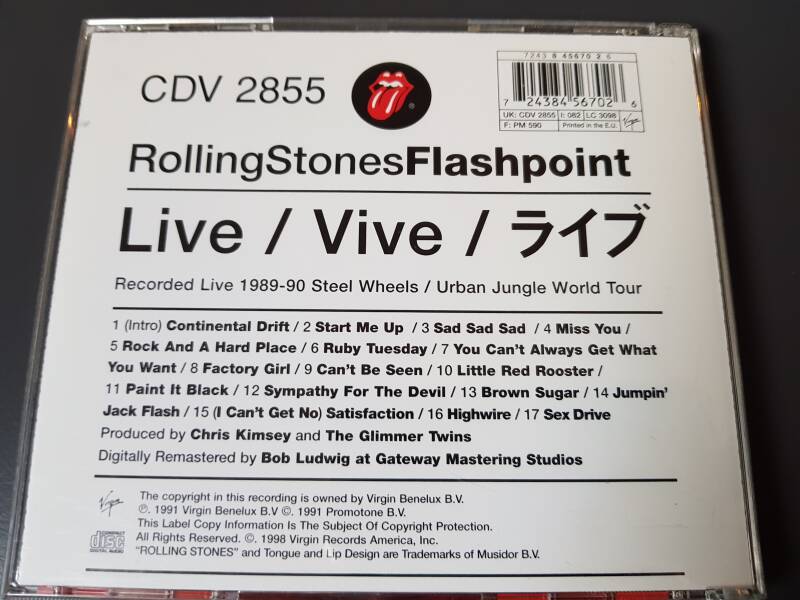 CDV 2855
®
7243 8 45670 2 6
7 24384 56702 6
UK: CDV 2855 I: 082 LC 3098
F: PM 590 Printed in the E.U.
Virgin
RollingStonesFlashpoint
Live / Vive / ライブ
Recorded Live 1989-90 Steel Wheels / Urban Jungle World Tour
1 (Intro) Continental Drift / 2 Start Me Up / 3 Sad Sad Sad / 4 Miss You /
5 Rock And A Hard Place / 6 Ruby Tuesday / 7 You Can't Always Get What
You Want / 8 Factory Girl / 9 Can't Be Seen / 10 Little Red Rooster /
11 Paint It Black / 12 Sympathy For The Devil / 13 Brown Sugar / 14 Jumpin'
Jack Flash / 15 (I Can't Get No) Satisfaction / 16 Highwire / 17 Sex Drive
Produced by Chris Kimsey and The Glimmer Twins
Digitally Remastered by Bob Ludwig at Gateway Mastering Studios
Virgin
COMPACT
disc
DIGITAL AUDIO
The copyright in this recording is owned by Virgin Benelux B.V.
℗. 1991 Virgin Benelux B.V ©. 1991 Promotone B.V.
This Label Copy Information Is The Subject Of Copyright Protection.
All Rights Reserved. ©. 1998 Virgin Records America, Inc.
"ROLLING STONES" and Tongue and Lip Design are Trademarks of Musidor B.V.